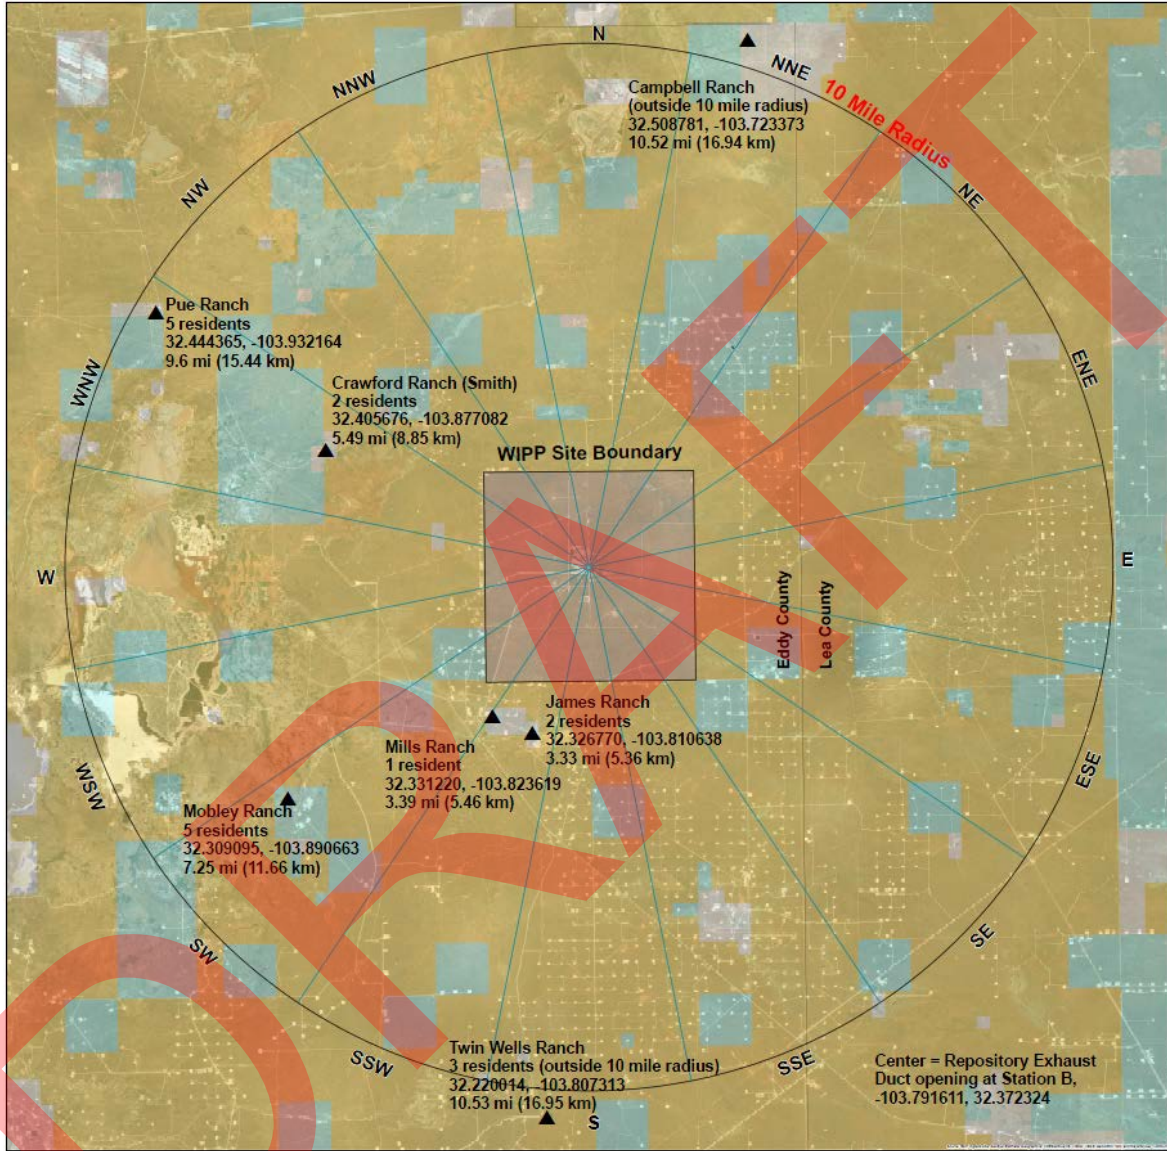 N
NNW
NNE
10 Mile Radius
Campbell Ranch
(outside 10 mile radius)
32.508781, -103.723373
10.52 mi (16.94 km)
NW
NE
Pue Ranch
5 residents
32.444365, -103.932164
9.6 mi (15.44 km)
WNW
ENE
Crawford Ranch (Smith)
2 residents
32.405676, -103.877082
5.49 mi (8.85 km)
WIPP Site Boundary
W
E
Eddy County
Lea County
James Ranch
2 residents
32.326770, -103.810638
3.33 mi (5.36 km)
Mills Ranch
1 resident
32.331220, -103.823619
3.39 mi (5.46 km)
WSW
ESE
Mobley Ranch
5 residents
32.309095, -103.890663
7.25 mi (11.66 km)
SW
SE
Twin Wells Ranch
3 residents (outside 10 mile radius)
32.220014, -103.807313
10.53 mi (16.95 km)
SSW
SSE
S
Center = Repository Exhaust
Duct opening at Station B,
-103.791611, 32.372324
DRAFT